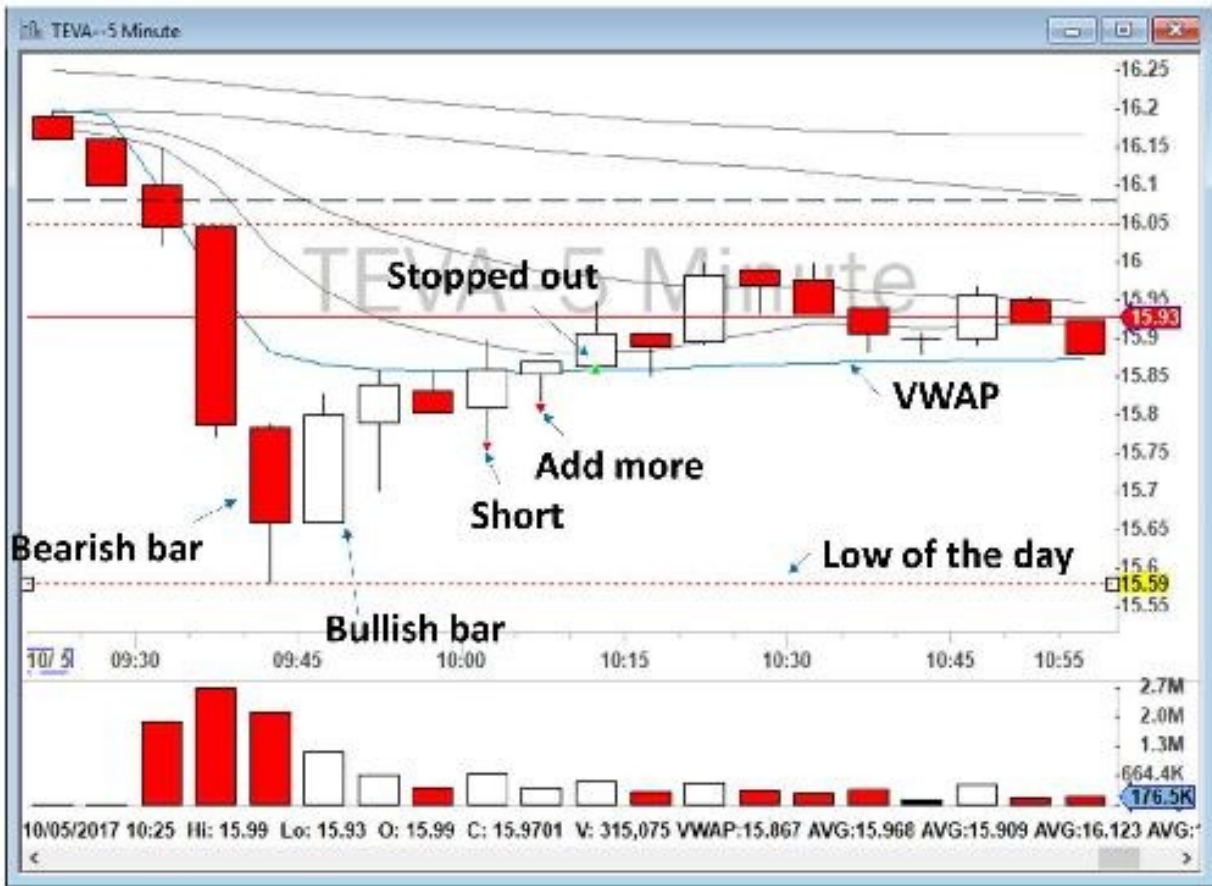 TEVA--5 Minute
TEVA--5 Minute
16.25
16.2
16.15
16.1
16.05
16
15.95
15.93
15.9
15.85
15.8
15.75
15.7
15.65
15.6
15.59
15.55
Stopped out
VWAP
Add more
Short
Bearish bar
Low of the day
Bullish bar
10/ 5 09:30 09:45 10:00 10:15 10:30 10:45 10:55
2.7M
2.0M
1.3M
664.4K
176.5K
10/05/2017 10:25 Hi: 15.99 Lo: 15.93 O: 15.99 C: 15.9701 V: 315,075 VWAP:15.867 AVG:15.968 AVG:15.909 AVG:16.123 AVG: